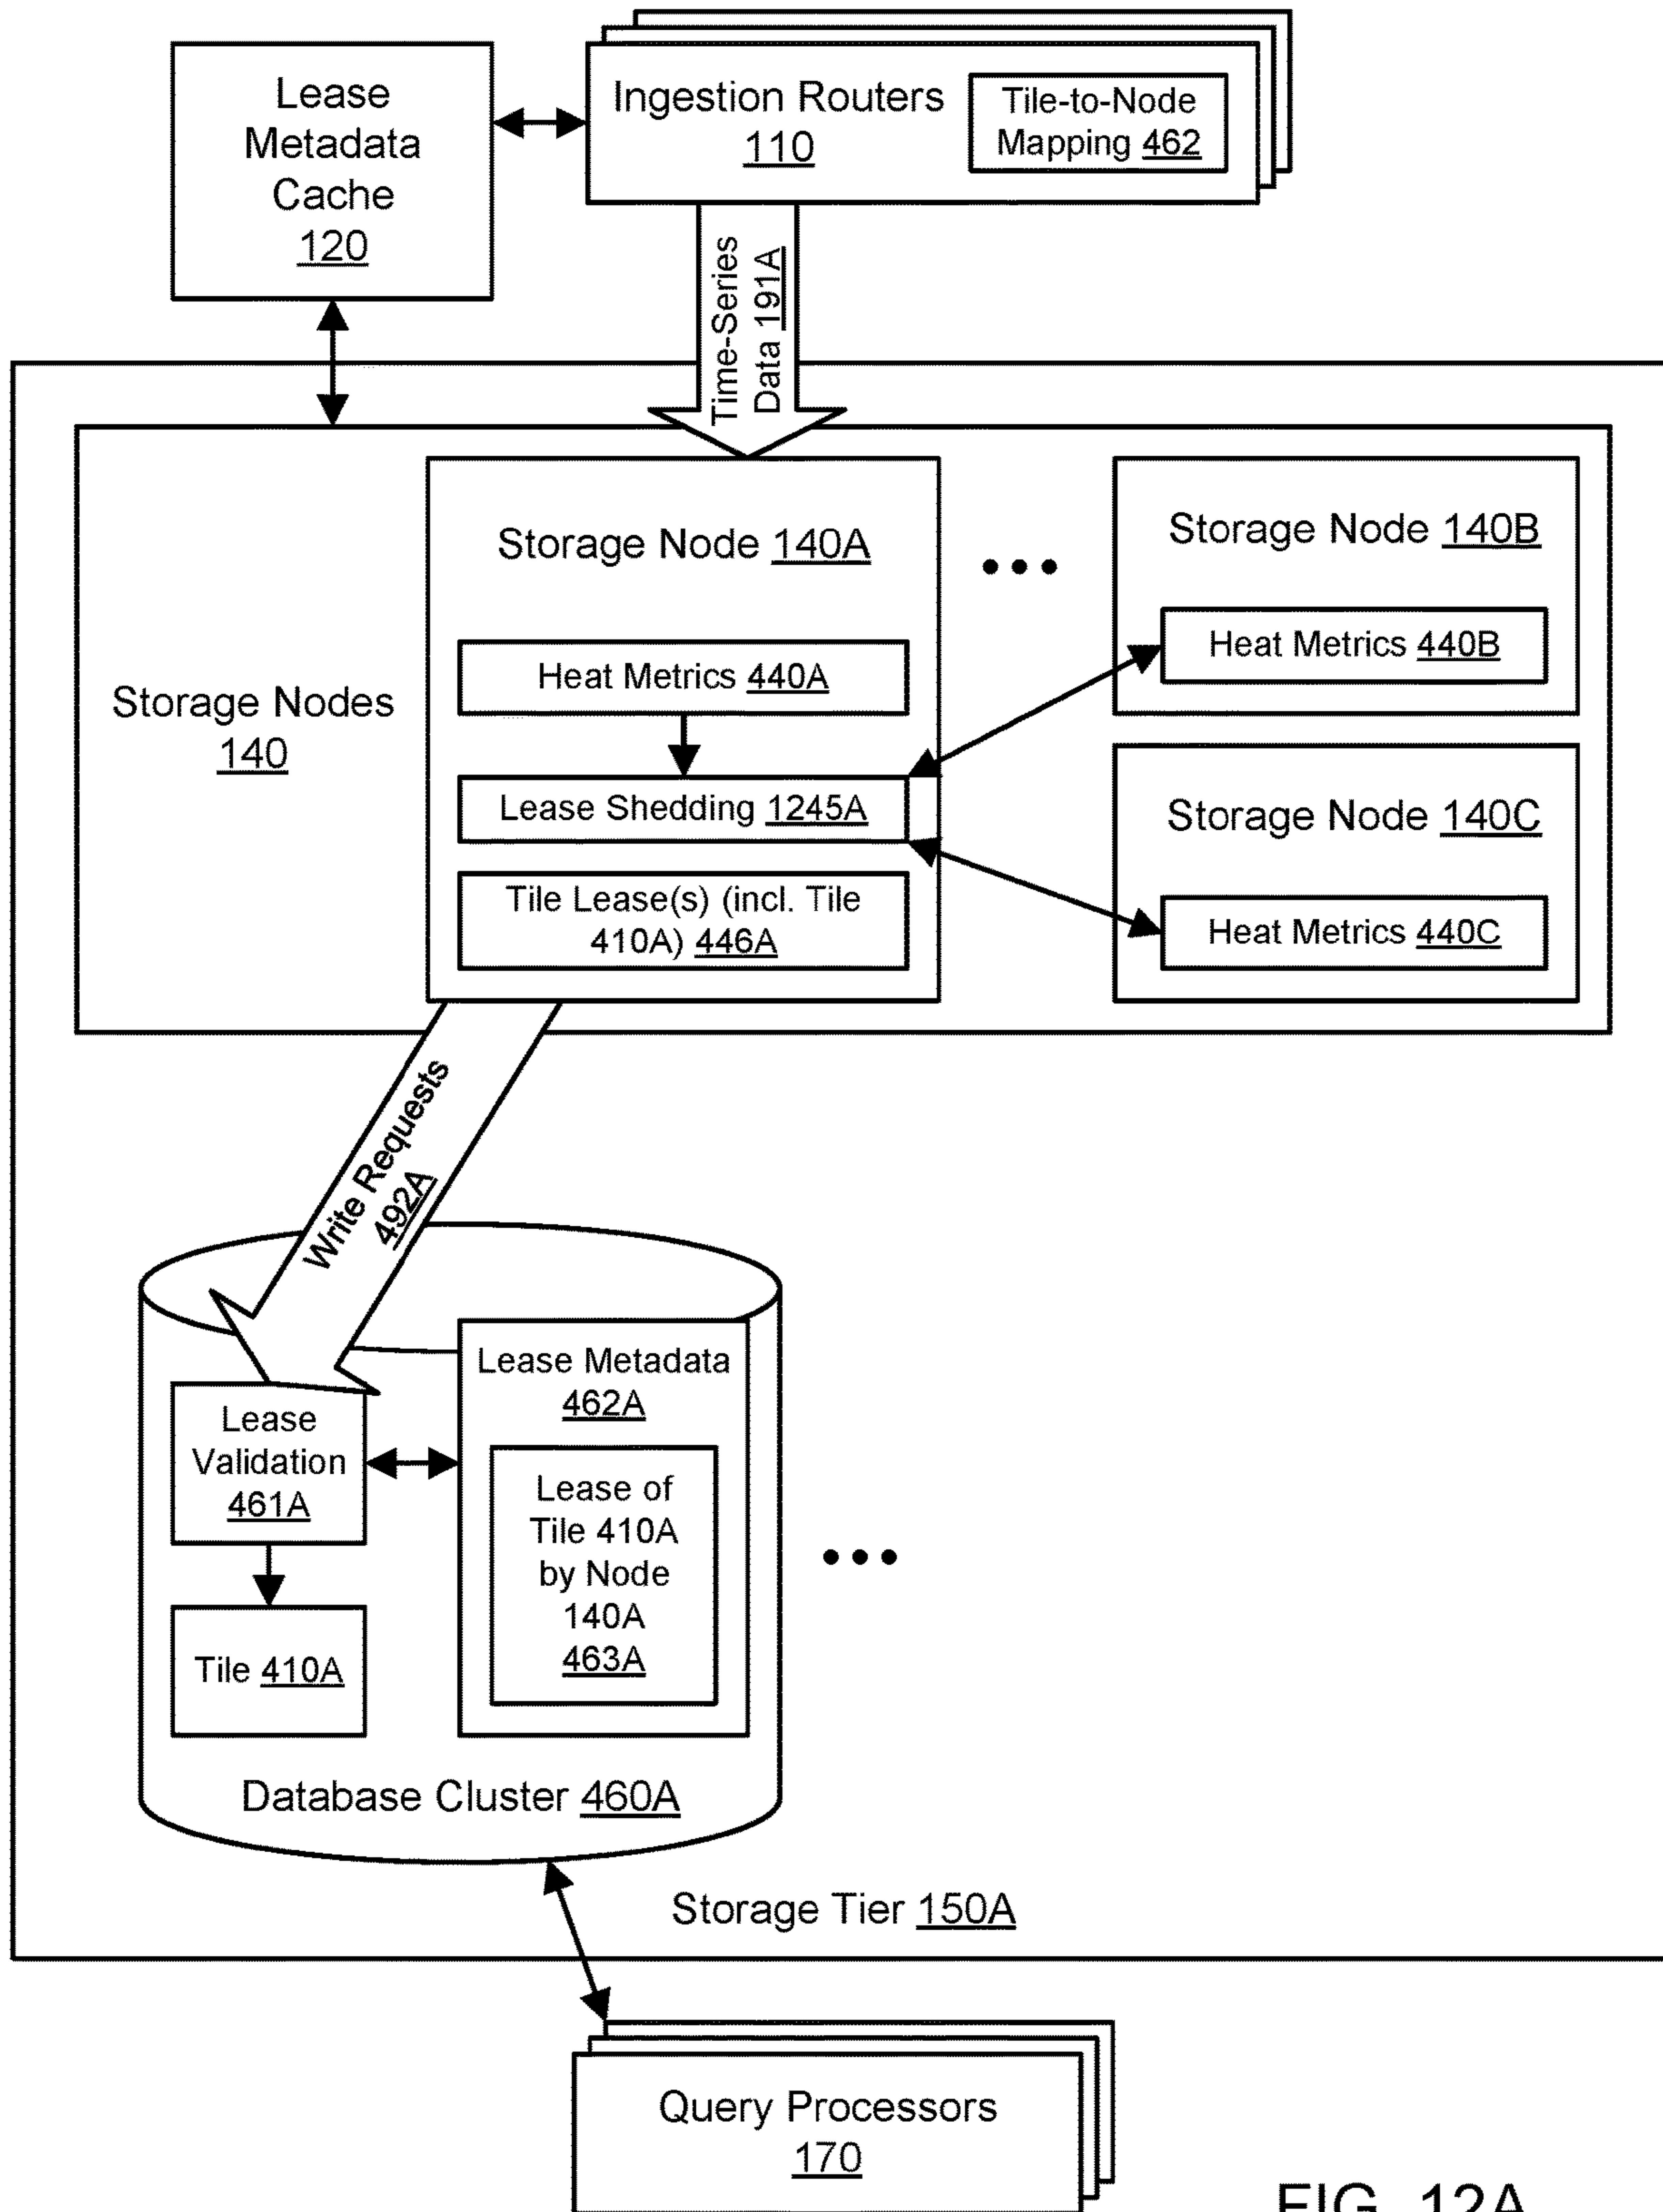 Lease
Metadata
Cache
120
Ingestion Routers
110
Tile-to-Node
Mapping 462
Time-Series
Data 191A
Storage Nodes
140
Storage Node 140A
Heat Metrics 440A
Lease Shedding 1245A
Tile Lease(s) (incl. Tile
410A) 446A
Storage Node 140B
Heat Metrics 440B
Storage Node 140C
Heat Metrics 440C
Write Requests
492A
Lease
Validation
461A
Tile 410A
Lease Metadata
462A
Lease of
Tile 410A
by Node
140A
463A
Database Cluster 460A
Storage Tier 150A
Query Processors
170
FIG. 12A